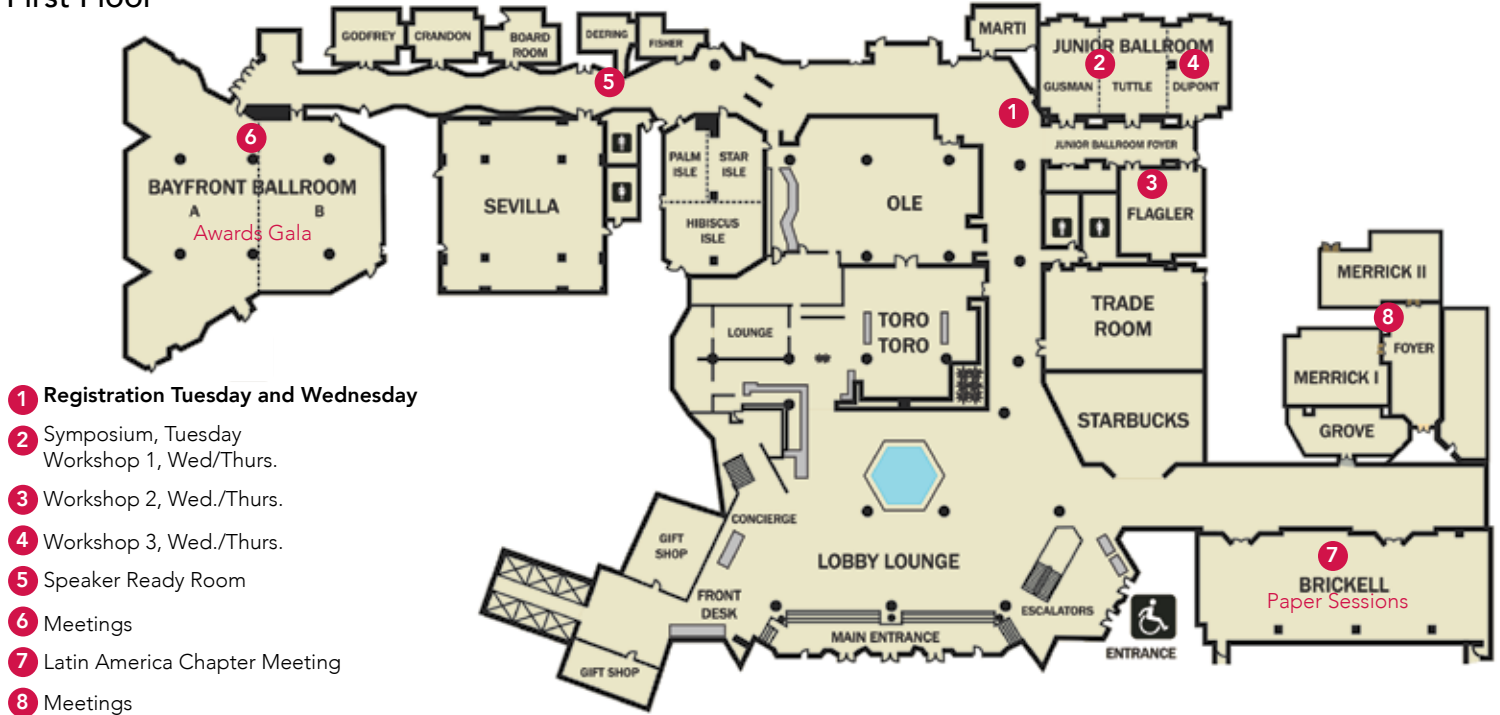 First Floor
GODFREY
CRANDON
BOARD
ROOM
DEERING
FISHER
MARTI
JUNIOR BALLROOM
2
4
GUSMAN
TUTTLE
DUPONT
5
1
6
JUNIOR BALLROOM FOYER
PALM
ISLE
STAR
ISLE
3
BAYFRONT BALLROOM
A
B
Awards Gala
SEVILLA
HIBISCUS
ISLE
OLE
FLAGLER
MERRICK II
TRADE
ROOM
TORO
TORO
LOUNGE
8
FOYER
MERRICK I
STARBUCKS
GROVE
CONCIERGE
GIFT
SHOP
LOBBY LOUNGE
7
BRICKELL
Paper Sessions
FRONT
DESK
ESCALATORS
MAIN ENTRANCE
ENTRANCE
GIFT SHOP
1 Registration Tuesday and Wednesday
2 Symposium, Tuesday
Workshop 1, Wed/Thurs.
3 Workshop 2, Wed./Thurs.
4 Workshop 3, Wed./Thurs.
5 Speaker Ready Room
6 Meetings
7 Latin America Chapter Meeting
8 Meetings